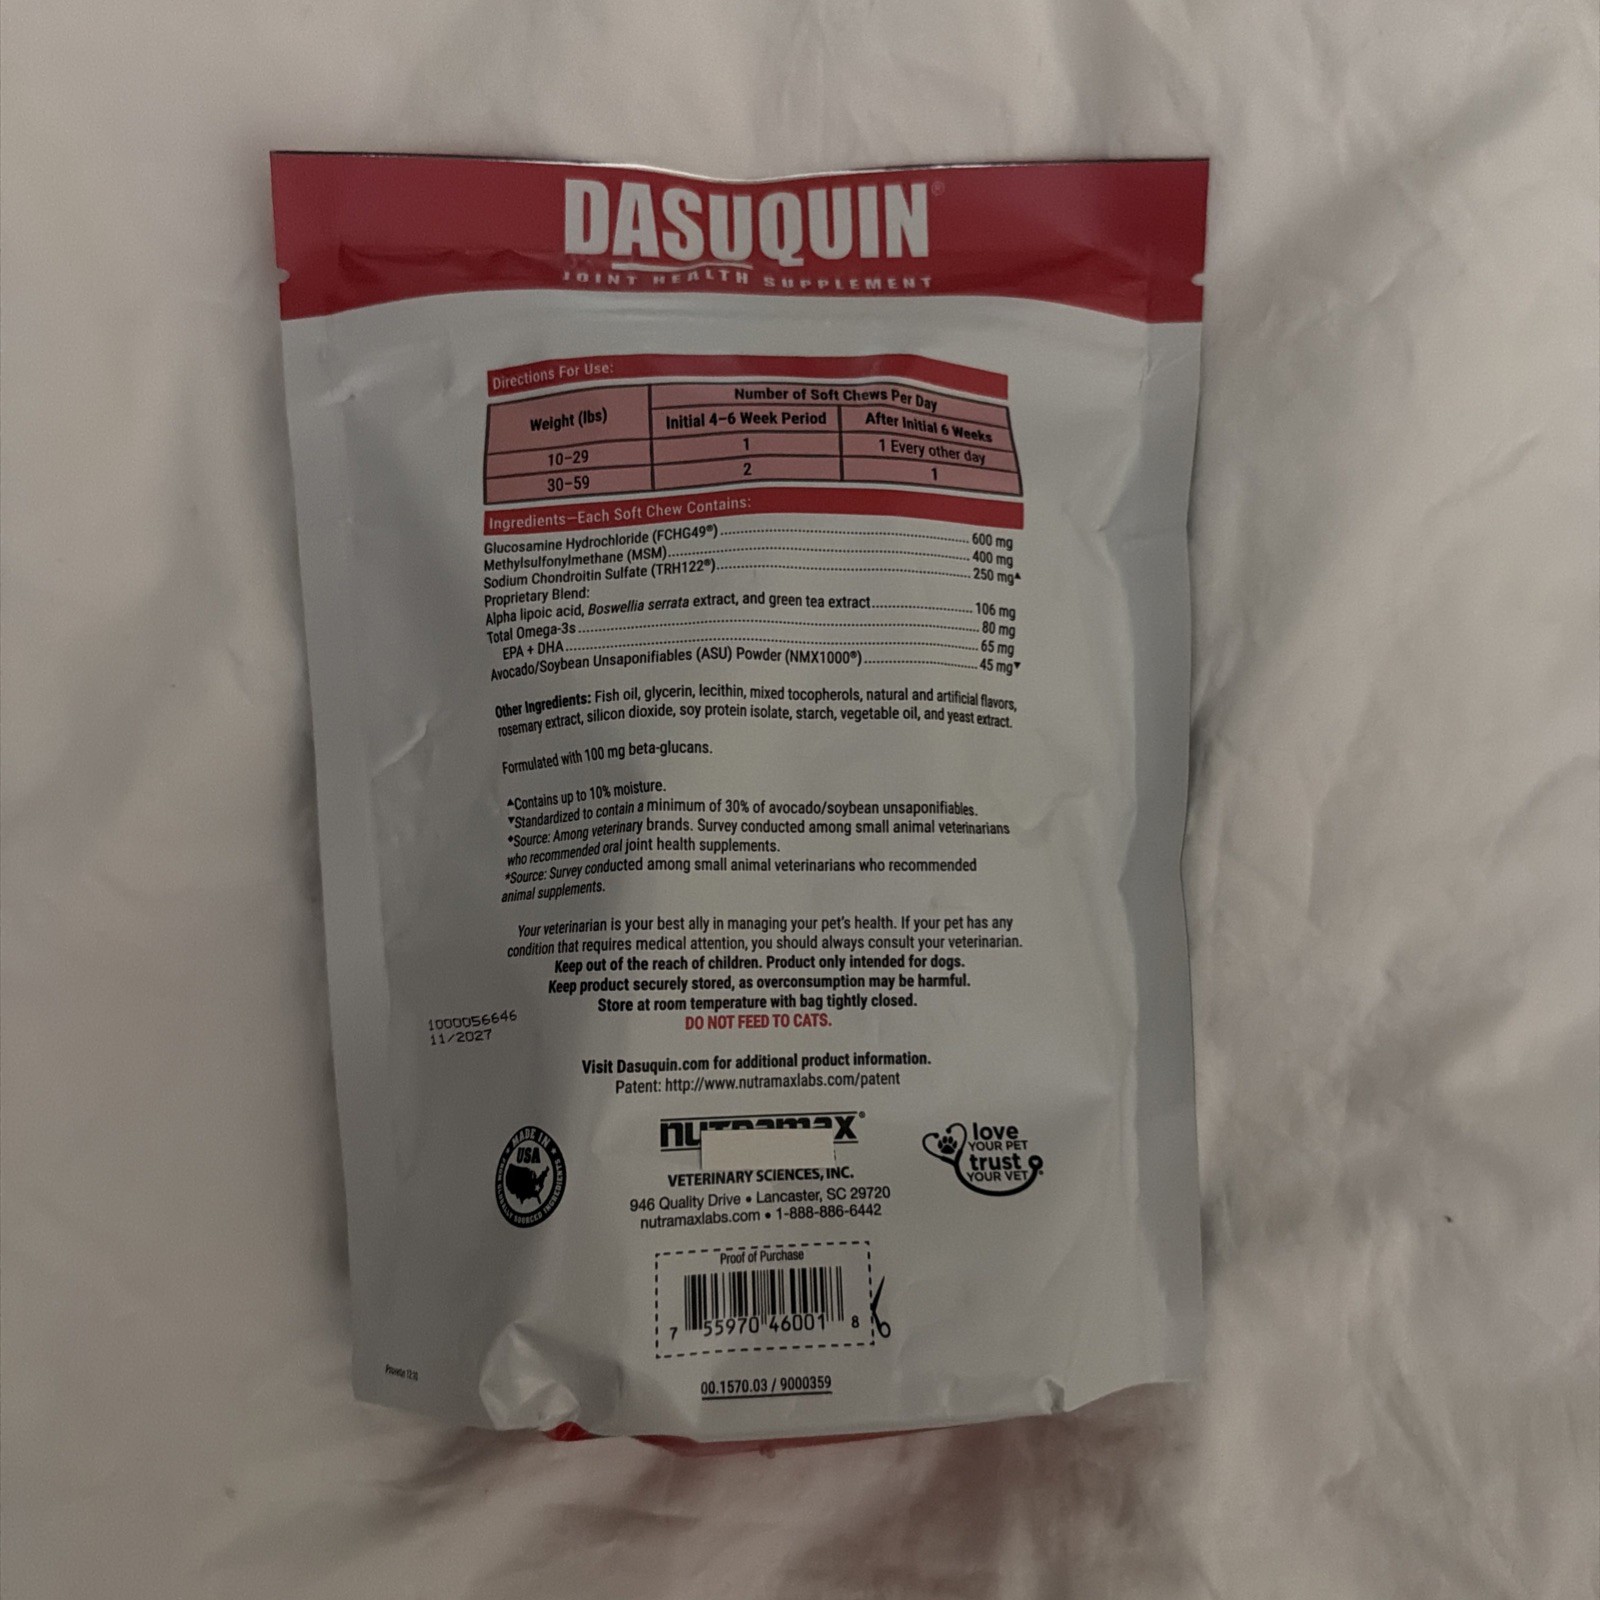 DASUQUIN®
JOINT HEALTH SUPPLEMENT
Directions For Use:
Weight (lbs)
Number of Soft Chews Per Day
Initial 4–6 Week Period
After Initial 6 Weeks
10–29
1
1 Every other day
30–59
2
1
Ingredients—Each Soft Chew Contains:
Glucosamine Hydrochloride (FCHG49®) 600 mg
Methylsulfonylmethane (MSM) 400 mg
Sodium Chondroitin Sulfate (TRH122®) 250 mg▲
Proprietary Blend:
Alpha lipoic acid, Boswellia serrata extract, and green tea extract 106 mg
Total Omega-3s 80 mg
EPA + DHA 65 mg
Avocado/Soybean Unsaponifiables (ASU) Powder (NMX1000®) 45 mg▼
Other Ingredients: Fish oil, glycerin, lecithin, mixed tocopherols, natural and artificial flavors,
rosemary extract, silicon dioxide, soy protein isolate, starch, vegetable oil, and yeast extract.
Formulated with 100 mg beta-glucans.
▲Contains up to 10% moisture.
▼Standardized to contain a minimum of 30% of avocado/soybean unsaponifiables.
♦Source: Among veterinary brands. Survey conducted among small animal veterinarians
who recommended oral joint health supplements.
*Source: Survey conducted among small animal veterinarians who recommended
animal supplements.
Your veterinarian is your best ally in managing your pet's health. If your pet has any
condition that requires medical attention, you should always consult your veterinarian.
Keep out of the reach of children. Product only intended for dogs.
Keep product securely stored, as overconsumption may be harmful.
Store at room temperature with bag tightly closed.
DO NOT FEED TO CATS.
1000056646
11/2027
Visit Dasuquin.com for additional product information.
Patent: http://www.nutramaxlabs.com/patent
MADE IN
USA
FROM GLOBALLY SOURCED INGREDIENTS
nutramax®
VETERINARY SCIENCES, INC.
946 Quality Drive • Lancaster, SC 29720
nutramaxlabs.com • 1-888-886-6442
love
YOUR PET
trust
YOUR VET
Proof of Purchase
7 55970 46001 8
00.1570.03 / 9000359